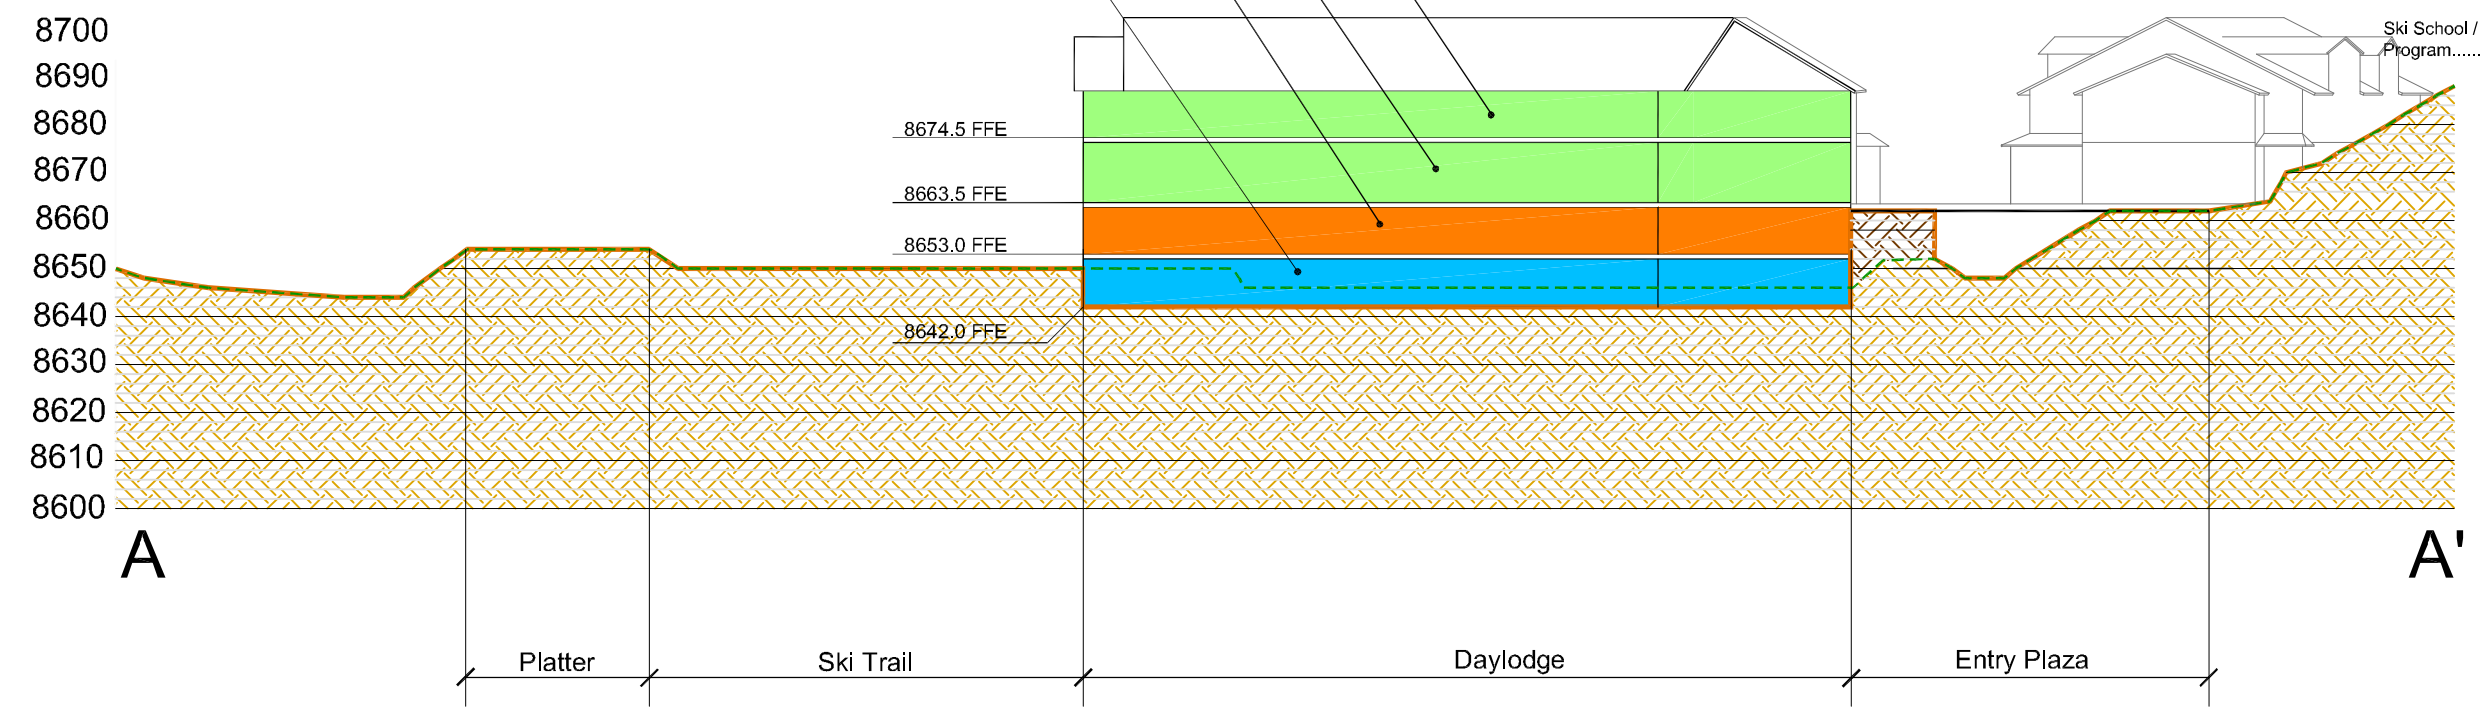 8700
Ski School /
Program......
8690
8680
8674.5 FFE
8670
8663.5 FFE
8660
8653.0 FFE
8650
8640
8642.0 FFE
8630
8620
8610
8600
A
A'
Platter
Ski Trail
Daylodge
Entry Plaza